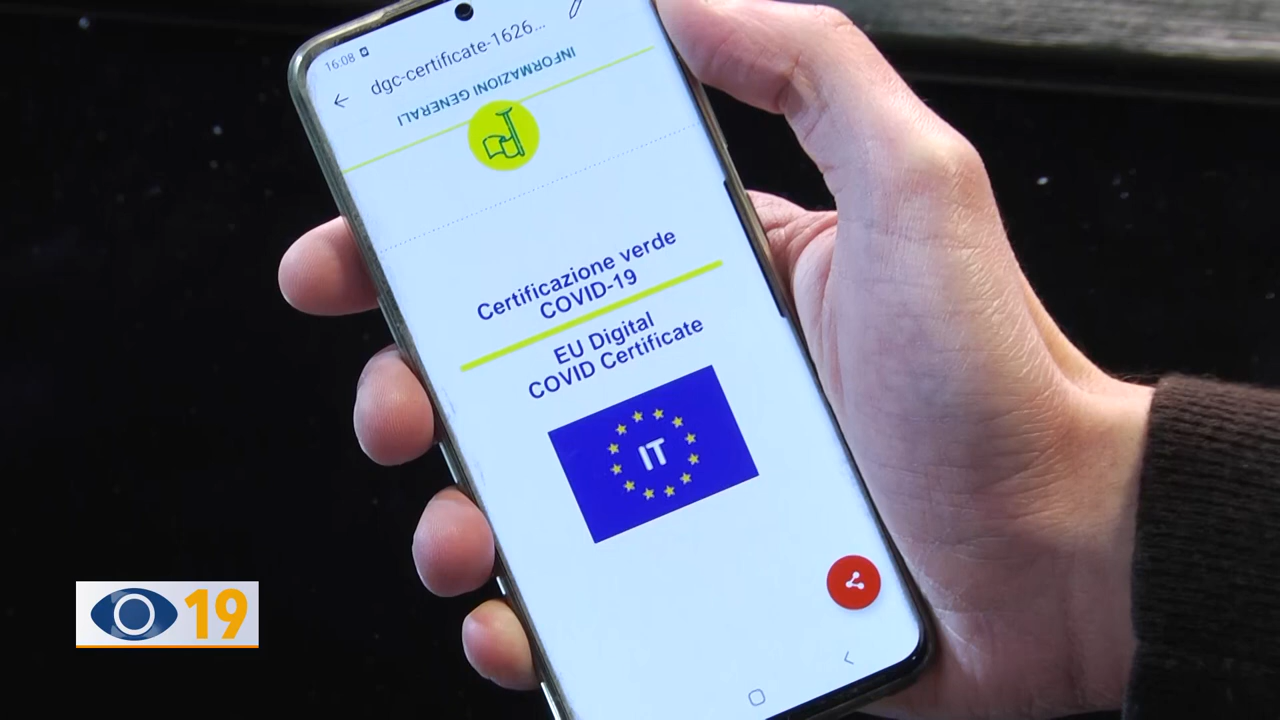 16:08
dgc-certificate-1626...
INFORMAZIONI GENERALI
Certificazione verde
COVID-19
EU Digital
COVID Certificate
IT
19